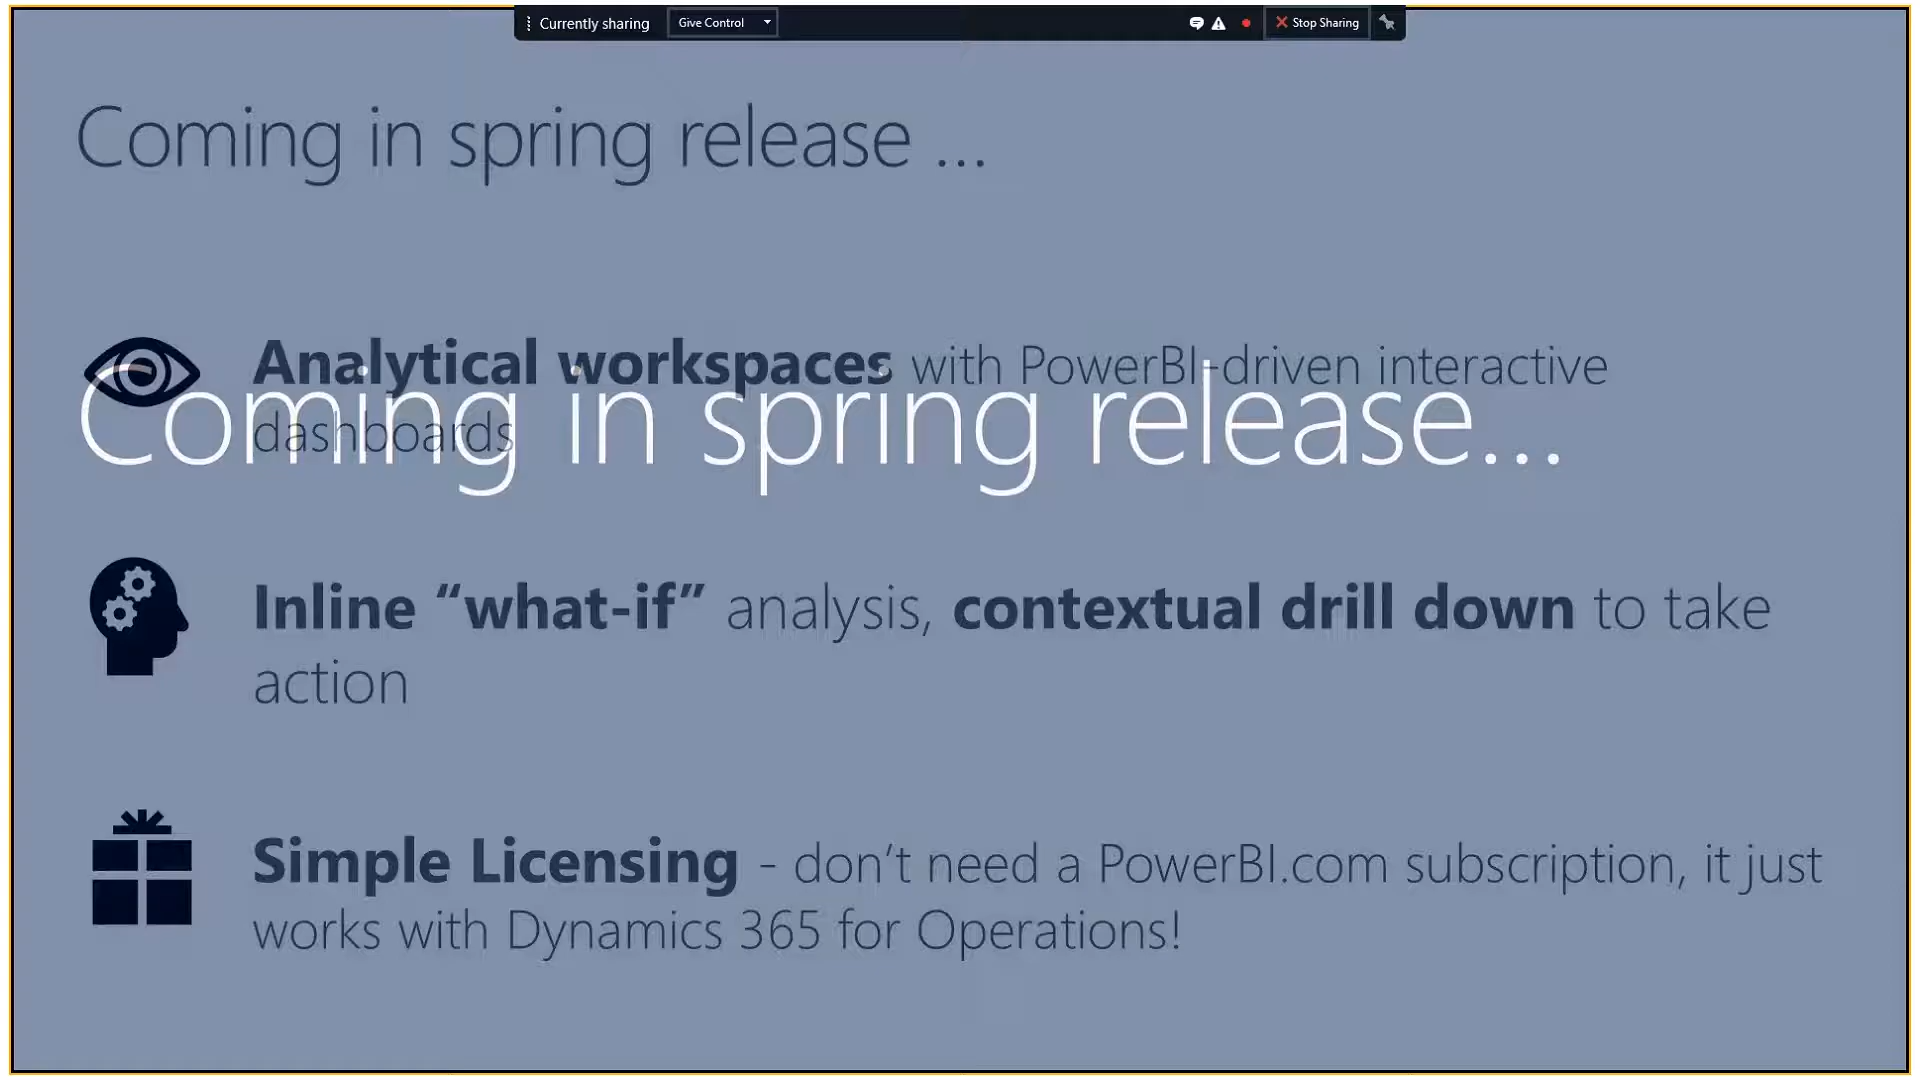 Currently sharing Give Control Stop Sharing
Coming in spring release ...
Analytical workspaces with PowerBI-driven interactive
dashboards
Coming in spring release...
Inline “what-if” analysis, contextual drill down to take
action
Simple Licensing - don’t need a PowerBI.com subscription, it just
works with Dynamics 365 for Operations!